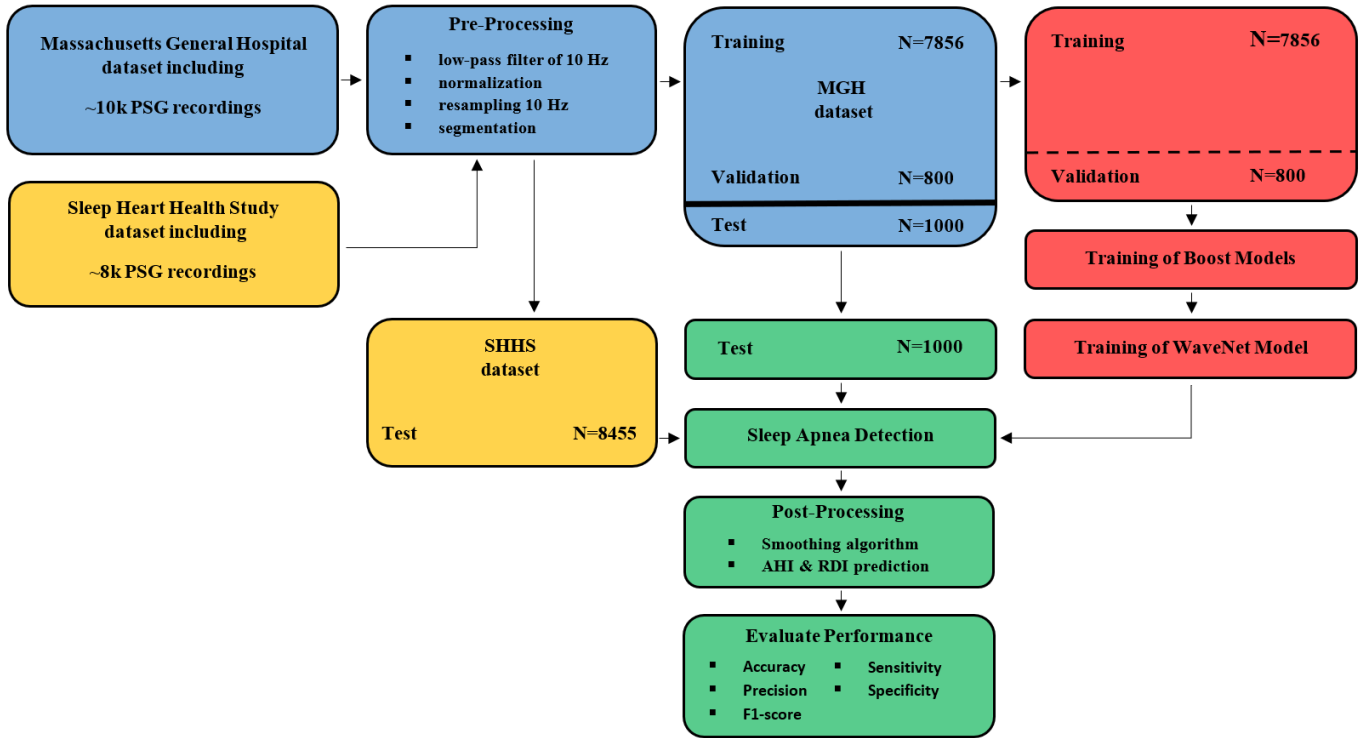 Massachusetts General Hospital
dataset including
~10k PSG recordings
Sleep Heart Health Study
dataset including
~8k PSG recordings
Pre-Processing
▪ low-pass filter of 10 Hz
▪ normalization
▪ resampling 10 Hz
▪ segmentation
Training N=7856
MGH
dataset
Validation N=800
Test N=1000
Training N=7856
Validation N=800
Training of Boost Models
Training of WaveNet Model
SHHS
dataset
Test N=8455
Test N=1000
Sleep Apnea Detection
Post-Processing
▪ Smoothing algorithm
▪ AHI & RDI prediction
Evaluate Performance
▪ Accuracy ▪ Sensitivity
▪ Precision ▪ Specificity
▪ F1-score